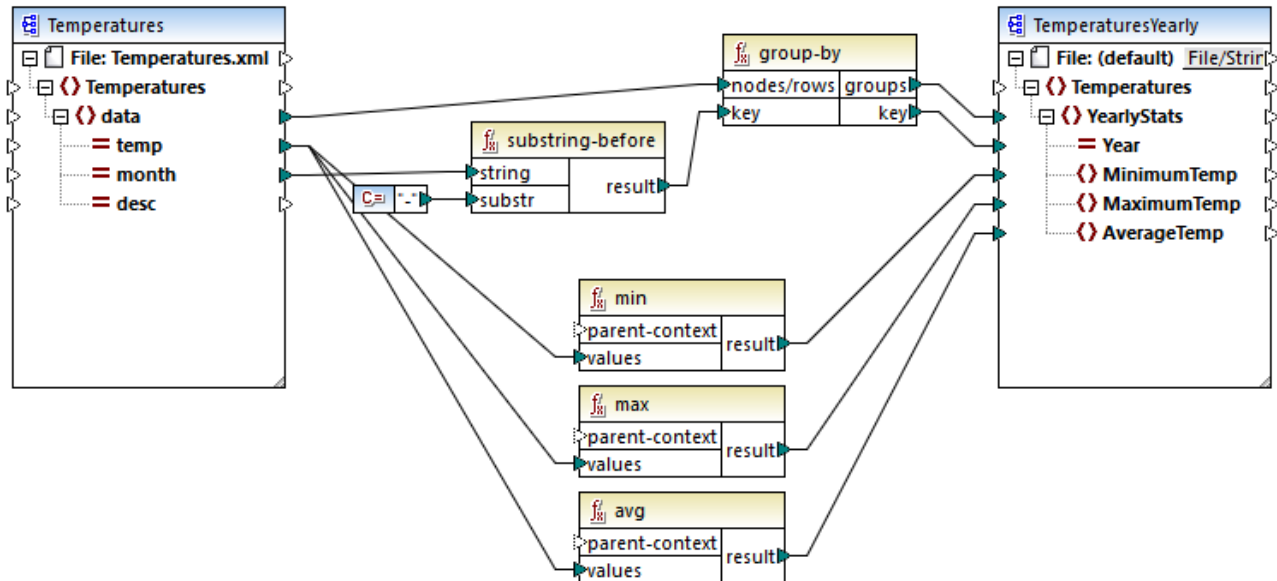 Temperatures
File: Temperatures.xml
Temperatures
data
temp
month
desc
C=
"-"
substring-before
string
substr
result
group-by
nodes/rows
groups
key
key
min
parent-context
values
result
max
parent-context
values
result
avg
parent-context
values
result
TemperaturesYearly
File: (default)
File/Strin
Temperatures
YearlyStats
Year
MinimumTemp
MaximumTemp
AverageTemp